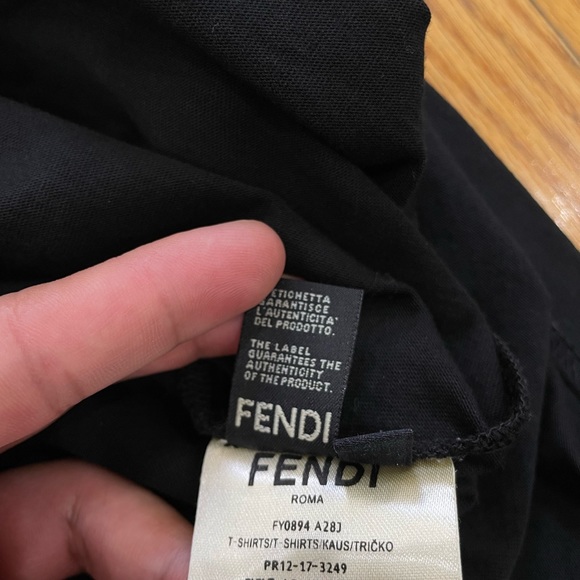 ETICHETTA
GARANTISCE
L'AUTENTICITA'
DEL PRODOTTO.
THE LABEL
GUARANTEES THE
AUTHENTICITY
OF THE PRODUCT.
FENDI
FENDI
ROMA
FY0894 A28J
T-SHIRTS/T-SHIRTS/KAUS/TRIČKO
PR12-17-3249